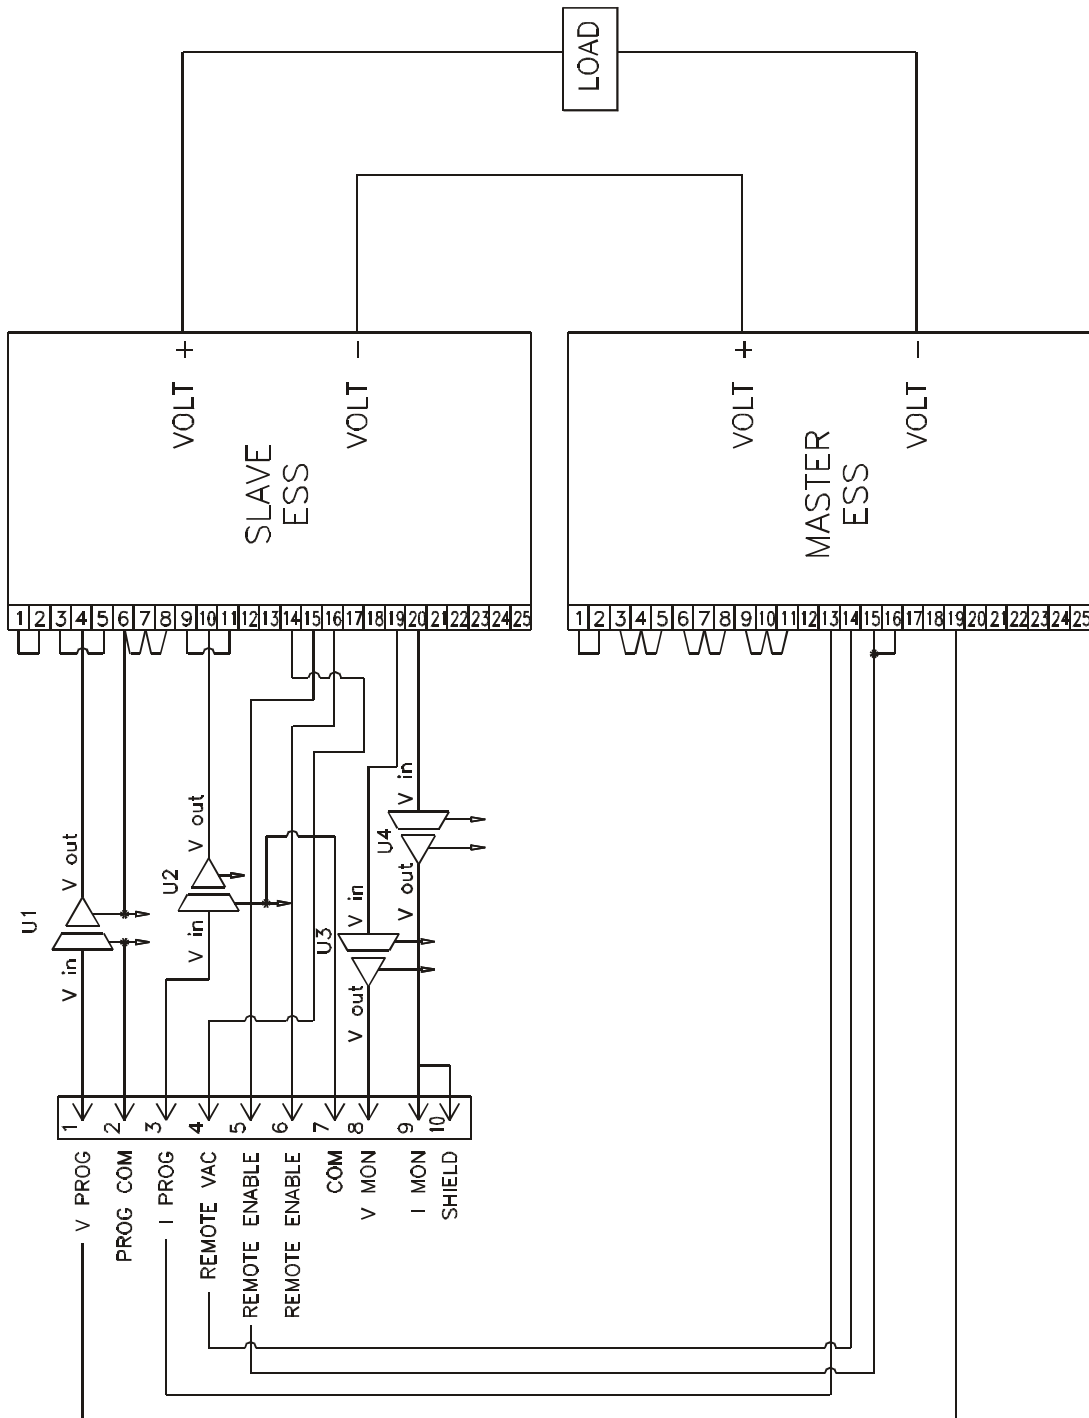 LOAD
+
VOLT
-
VOLT
SLAVE
ESS
+
VOLT
-
VOLT
MASTER
ESS
1 2 3 4 5 6 7 8 9 10 11 12 13 14 15 16 17 18 19 20 21 22 23 24 25
1 2 3 4 5 6 7 8 9 10 11 12 13 14 15 16 17 18 19 20 21 22 23 24 25
U1
V out
V in
U2
V out
V in
U3
V in
V out
U4
V in
V out
1 2 3 4 5 6 7 8 9 10
V PROG
PROG COM
I PROG
REMOTE VAC
REMOTE ENABLE
REMOTE ENABLE
COM
V MON
I MON
SHIELD